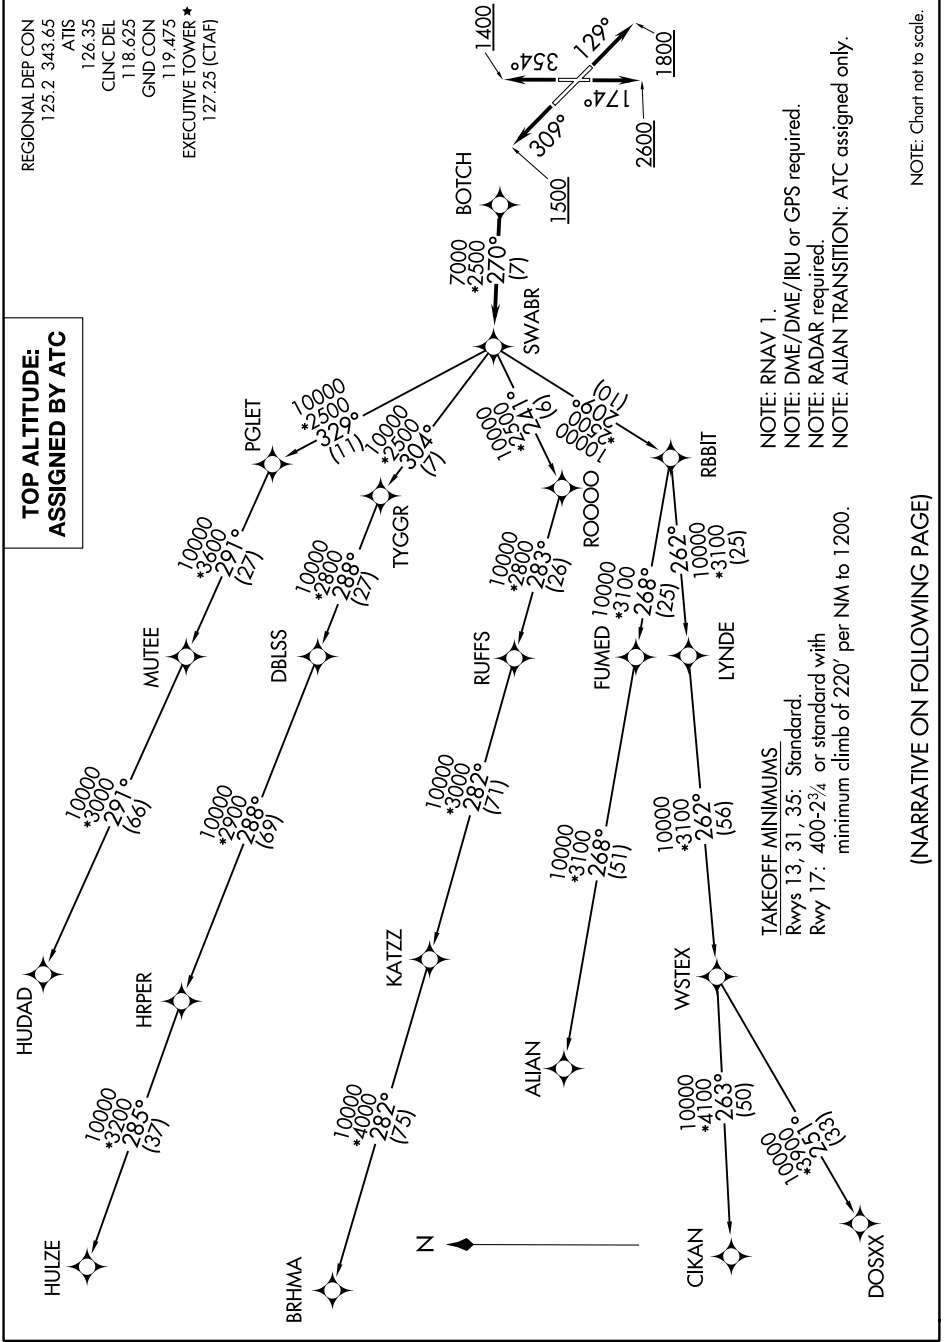 TOP ALTITUDE:
ASSIGNED BY ATC
REGIONAL DEP CON
125.2 343.65
ATIS
126.35
CLNC DEL
118.625
GND CON
119.475
EXECUTIVE TOWER ★
127.25 (CTAF)
HUDAD
10000
*3000
291°
(66)
MUTEE
10000
*3600
291°
(27)
PGLET
10000
*2500
329°
(11)
HULZE
10000
*3200
285°
(37)
HRPER
10000
*2900
288°
(69)
DBLSS
10000
*2800
288°
(27)
TYGGR
10000
*2500
304°
(7)
BRHMA
10000
*4000
282°
(75)
KATZZ
10000
*3000
282°
(71)
RUFFS
10000
*2800
283°
(26)
ROOOO
10000
*2500
241°
SWABR
7000
*2500
270°
(7)
BOTCH
1400
354°
129°
1800
309°
174°
1500
2600
N
ALIAN
10000
*3100
268°
(51)
FUMED
10000
*3100
268°
(25)
RBBIT
10000
*2500
209°
(10)
CIKAN
10000
*4100
263°
(50)
WSTEX
10000
*3100
262°
(56)
LYNDE
262°
10000
*3100
(25)
DOSXX
10000
*3900
251°
(33)
TAKEOFF MINIMUMS
Rwys 13, 31, 35: Standard.
Rwy 17: 400-2¾ or standard with
minimum climb of 220' per NM to 1200.
NOTE: RNAV 1.
NOTE: DME/DME/IRU or GPS required.
NOTE: RADAR required.
NOTE: ALIAN TRANSITION: ATC assigned only.
(NARRATIVE ON FOLLOWING PAGE)
NOTE: Chart not to scale.